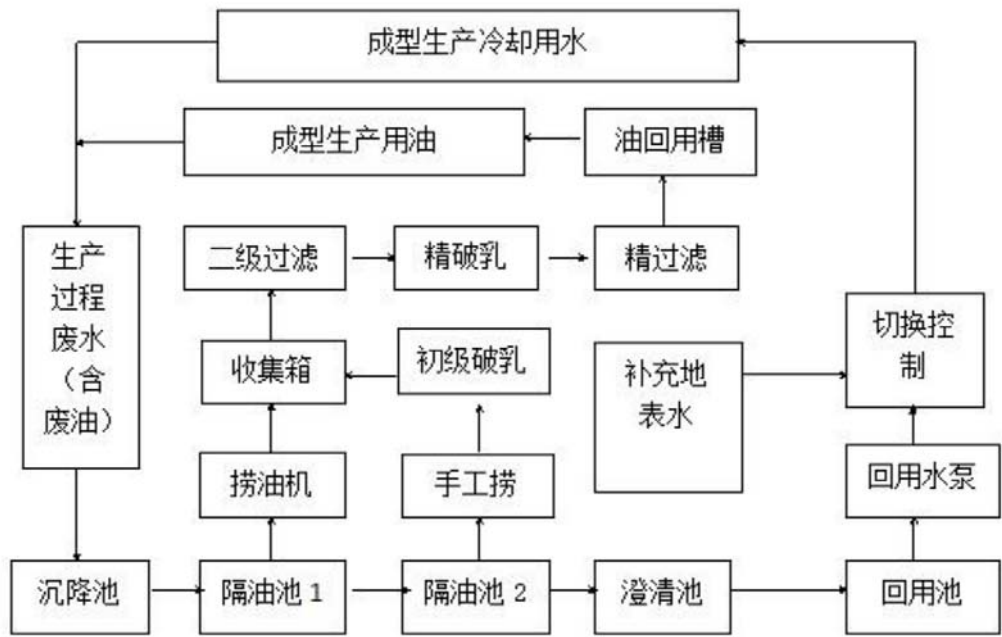 成型生产冷却用水
成型生产用油
油回用槽
生产
过程
废水
（含
废油）
二级过滤
精破乳
精过滤
切换控
制
收集箱
初级破乳
补充地
表水
捞油机
手工捞
回用水泵
沉降池
隔油池 1
隔油池 2
澄清池
回用池